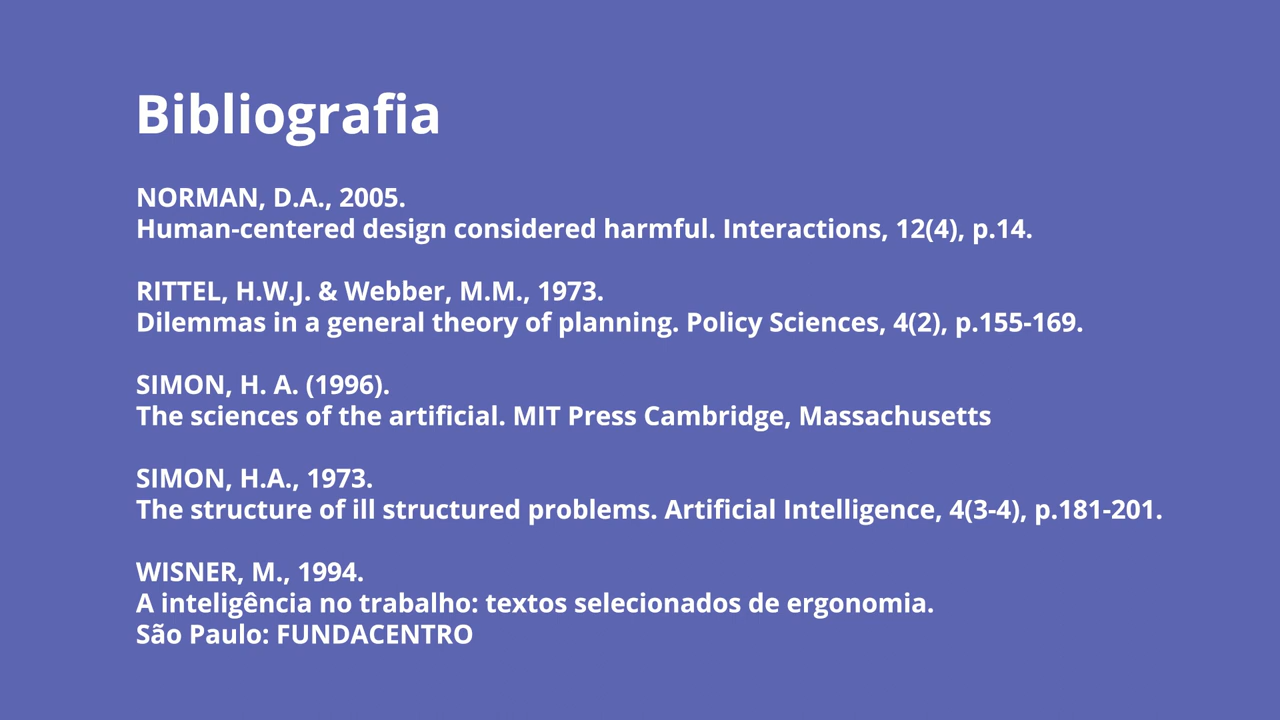 Bibliografia
NORMAN, D.A., 2005.
Human-centered design considered harmful. Interactions, 12(4), p.14.
RITTEL, H.W.J. & Webber, M.M., 1973.
Dilemmas in a general theory of planning. Policy Sciences, 4(2), p.155-169.
SIMON, H. A. (1996).
The sciences of the artificial. MIT Press Cambridge, Massachusetts
SIMON, H.A., 1973.
The structure of ill structured problems. Artificial Intelligence, 4(3-4), p.181-201.
WISNER, M., 1994.
A inteligência no trabalho: textos selecionados de ergonomia.
São Paulo: FUNDACENTRO